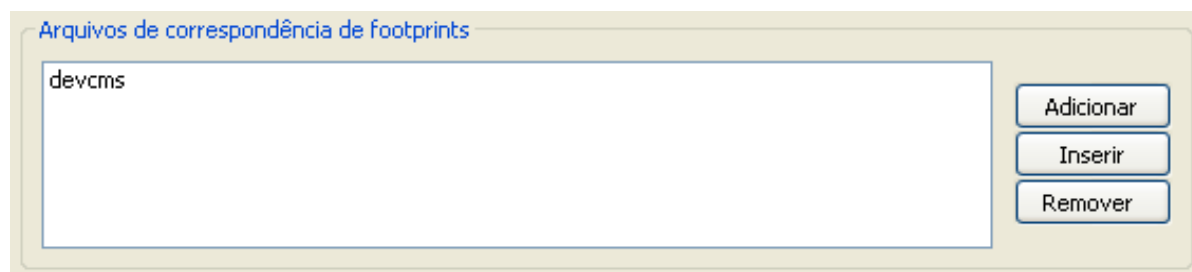 Arquivos de correspondência de footprints
devcms
Adicionar
Inserir
Remover